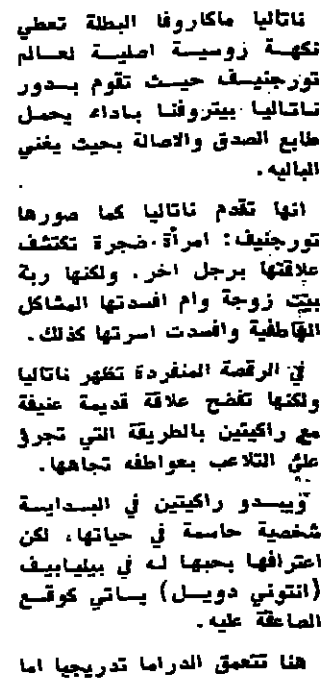 ناتاليا ماكاروفا البطلة تعطي
نكهة زوسية اصلية لعالم
تورجنيف حيث تقوم بدور
ناتاليا بيتروفنا باداء يحمل
طابع الصدق والاصالة بحيث يغني
الباليه.
انها تقدم ناتاليا كما صورها
تورجنيف: امرأة ضجرة تكتشف
علاقتها برجل اخر. ولكنها ربة
بيت زوجة وام افسدتها المشاكل
العاطفية وافسدت اسرتها كذلك.
في الرقصة المنفردة تظهر ناتاليا
ولكنها تفضح علاقة قديمة عنيفة
مع راكيتين بالطريقة التي تجرؤ
على التلاعب بعواطفه تجاهها.
ويبدو راكيتين في البداية
شخصية حاسمة في حياتها، لكن
اعترافها بحبها له في بيليابيف
(انتوني دويل) ياتي كوقع
الصاعقة عليه.
هنا تتعمق الدراما تدريجيا اما